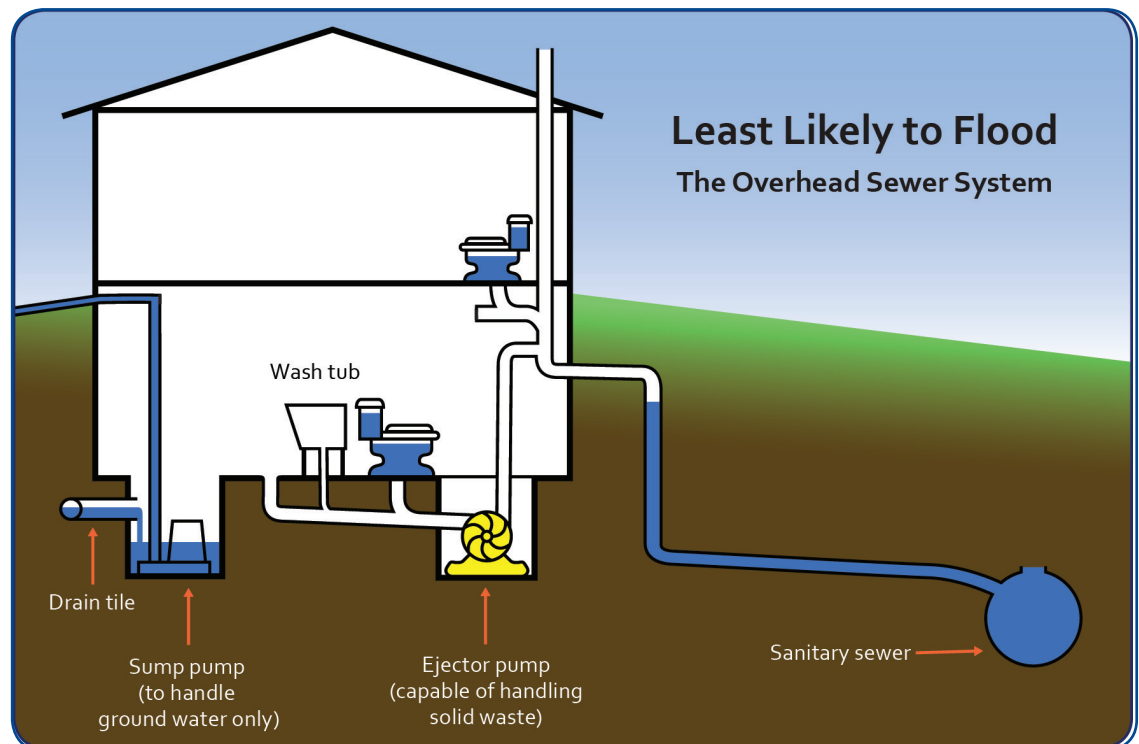 Least Likely to Flood
The Overhead Sewer System
Wash tub
Drain tile
Sump pump
(to handle
ground water only)
Ejector pump
(capable of handling
solid waste)
Sanitary sewer